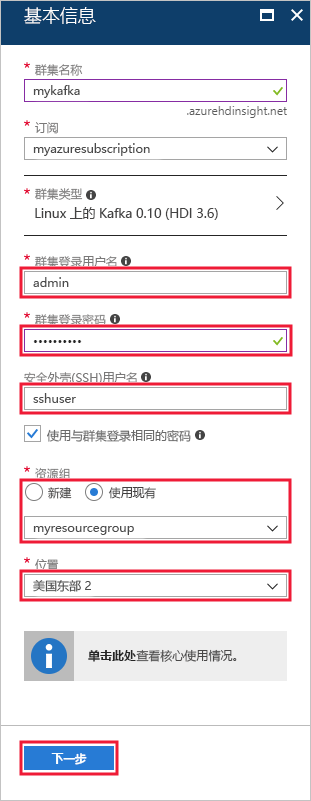 基本信息
* 群集名称
mykafka
.azurehdinsight.net
* 订阅
myazuresubscription
* 群集类型
Linux 上的 Kafka 0.10 (HDI 3.6)
* 群集登录用户名
admin
* 群集登录密码
••••••••••
安全外壳(SSH)用户名
sshuser
使用与群集登录相同的密码
* 资源组
新建 使用现有
myresourcegroup
* 位置
美国东部 2
单击此处查看核心使用情况。
下一步